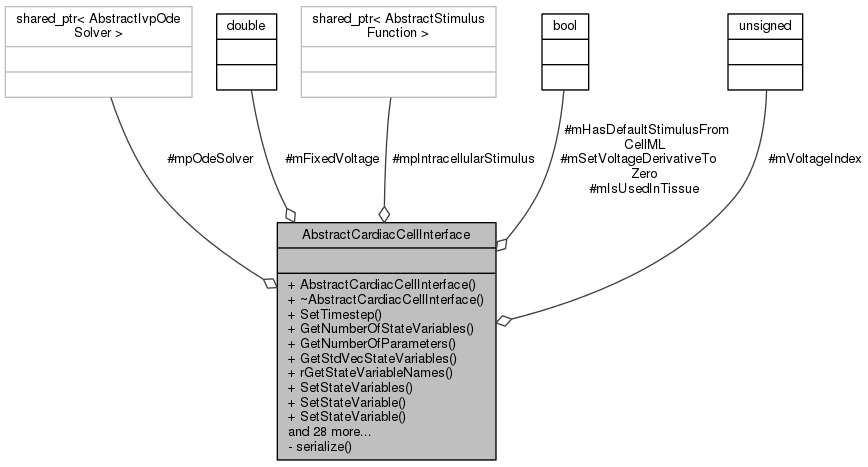 shared_ptr< AbstractIvpOde
Solver >
double
shared_ptr< AbstractStimulus
Function >
bool
unsigned
#mpOdeSolver
#mFixedVoltage
#mpIntracellularStimulus
#mHasDefaultStimulusFrom
CellML
#mSetVoltageDerivativeTo
Zero
#mIsUsedInTissue
#mVoltageIndex
AbstractCardiacCellInterface
+ AbstractCardiacCellInterface()
+ ~AbstractCardiacCellInterface()
+ SetTimestep()
+ GetNumberOfStateVariables()
+ GetNumberOfParameters()
+ GetStdVecStateVariables()
+ rGetStateVariableNames()
+ SetStateVariables()
+ SetStateVariable()
+ SetStateVariable()
and 28 more...
- serialize()